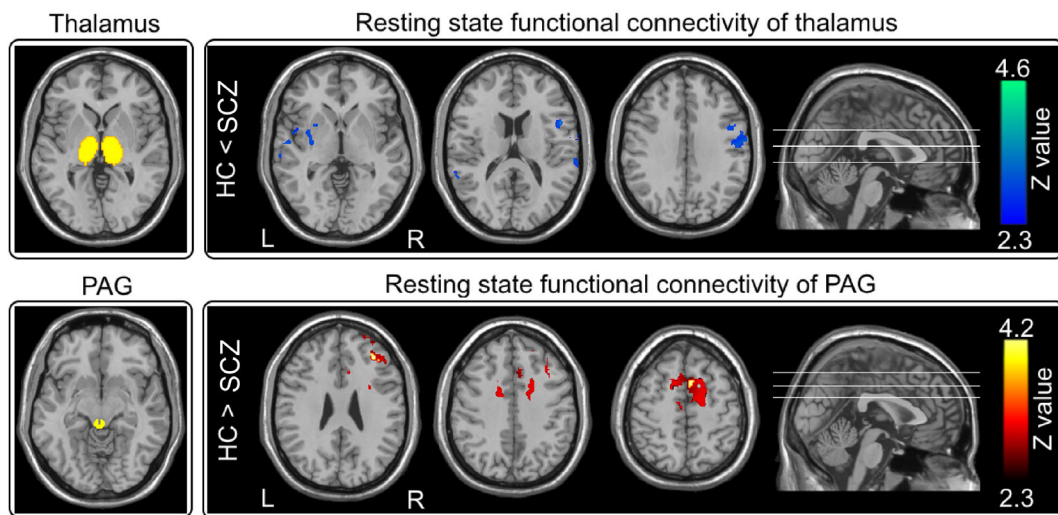 Thalamus
Resting state functional connectivity of thalamus
HC < SCZ
L
R
4.6
Z value
2.3
PAG
Resting state functional connectivity of PAG
HC > SCZ
L
R
4.2
Z value
2.3